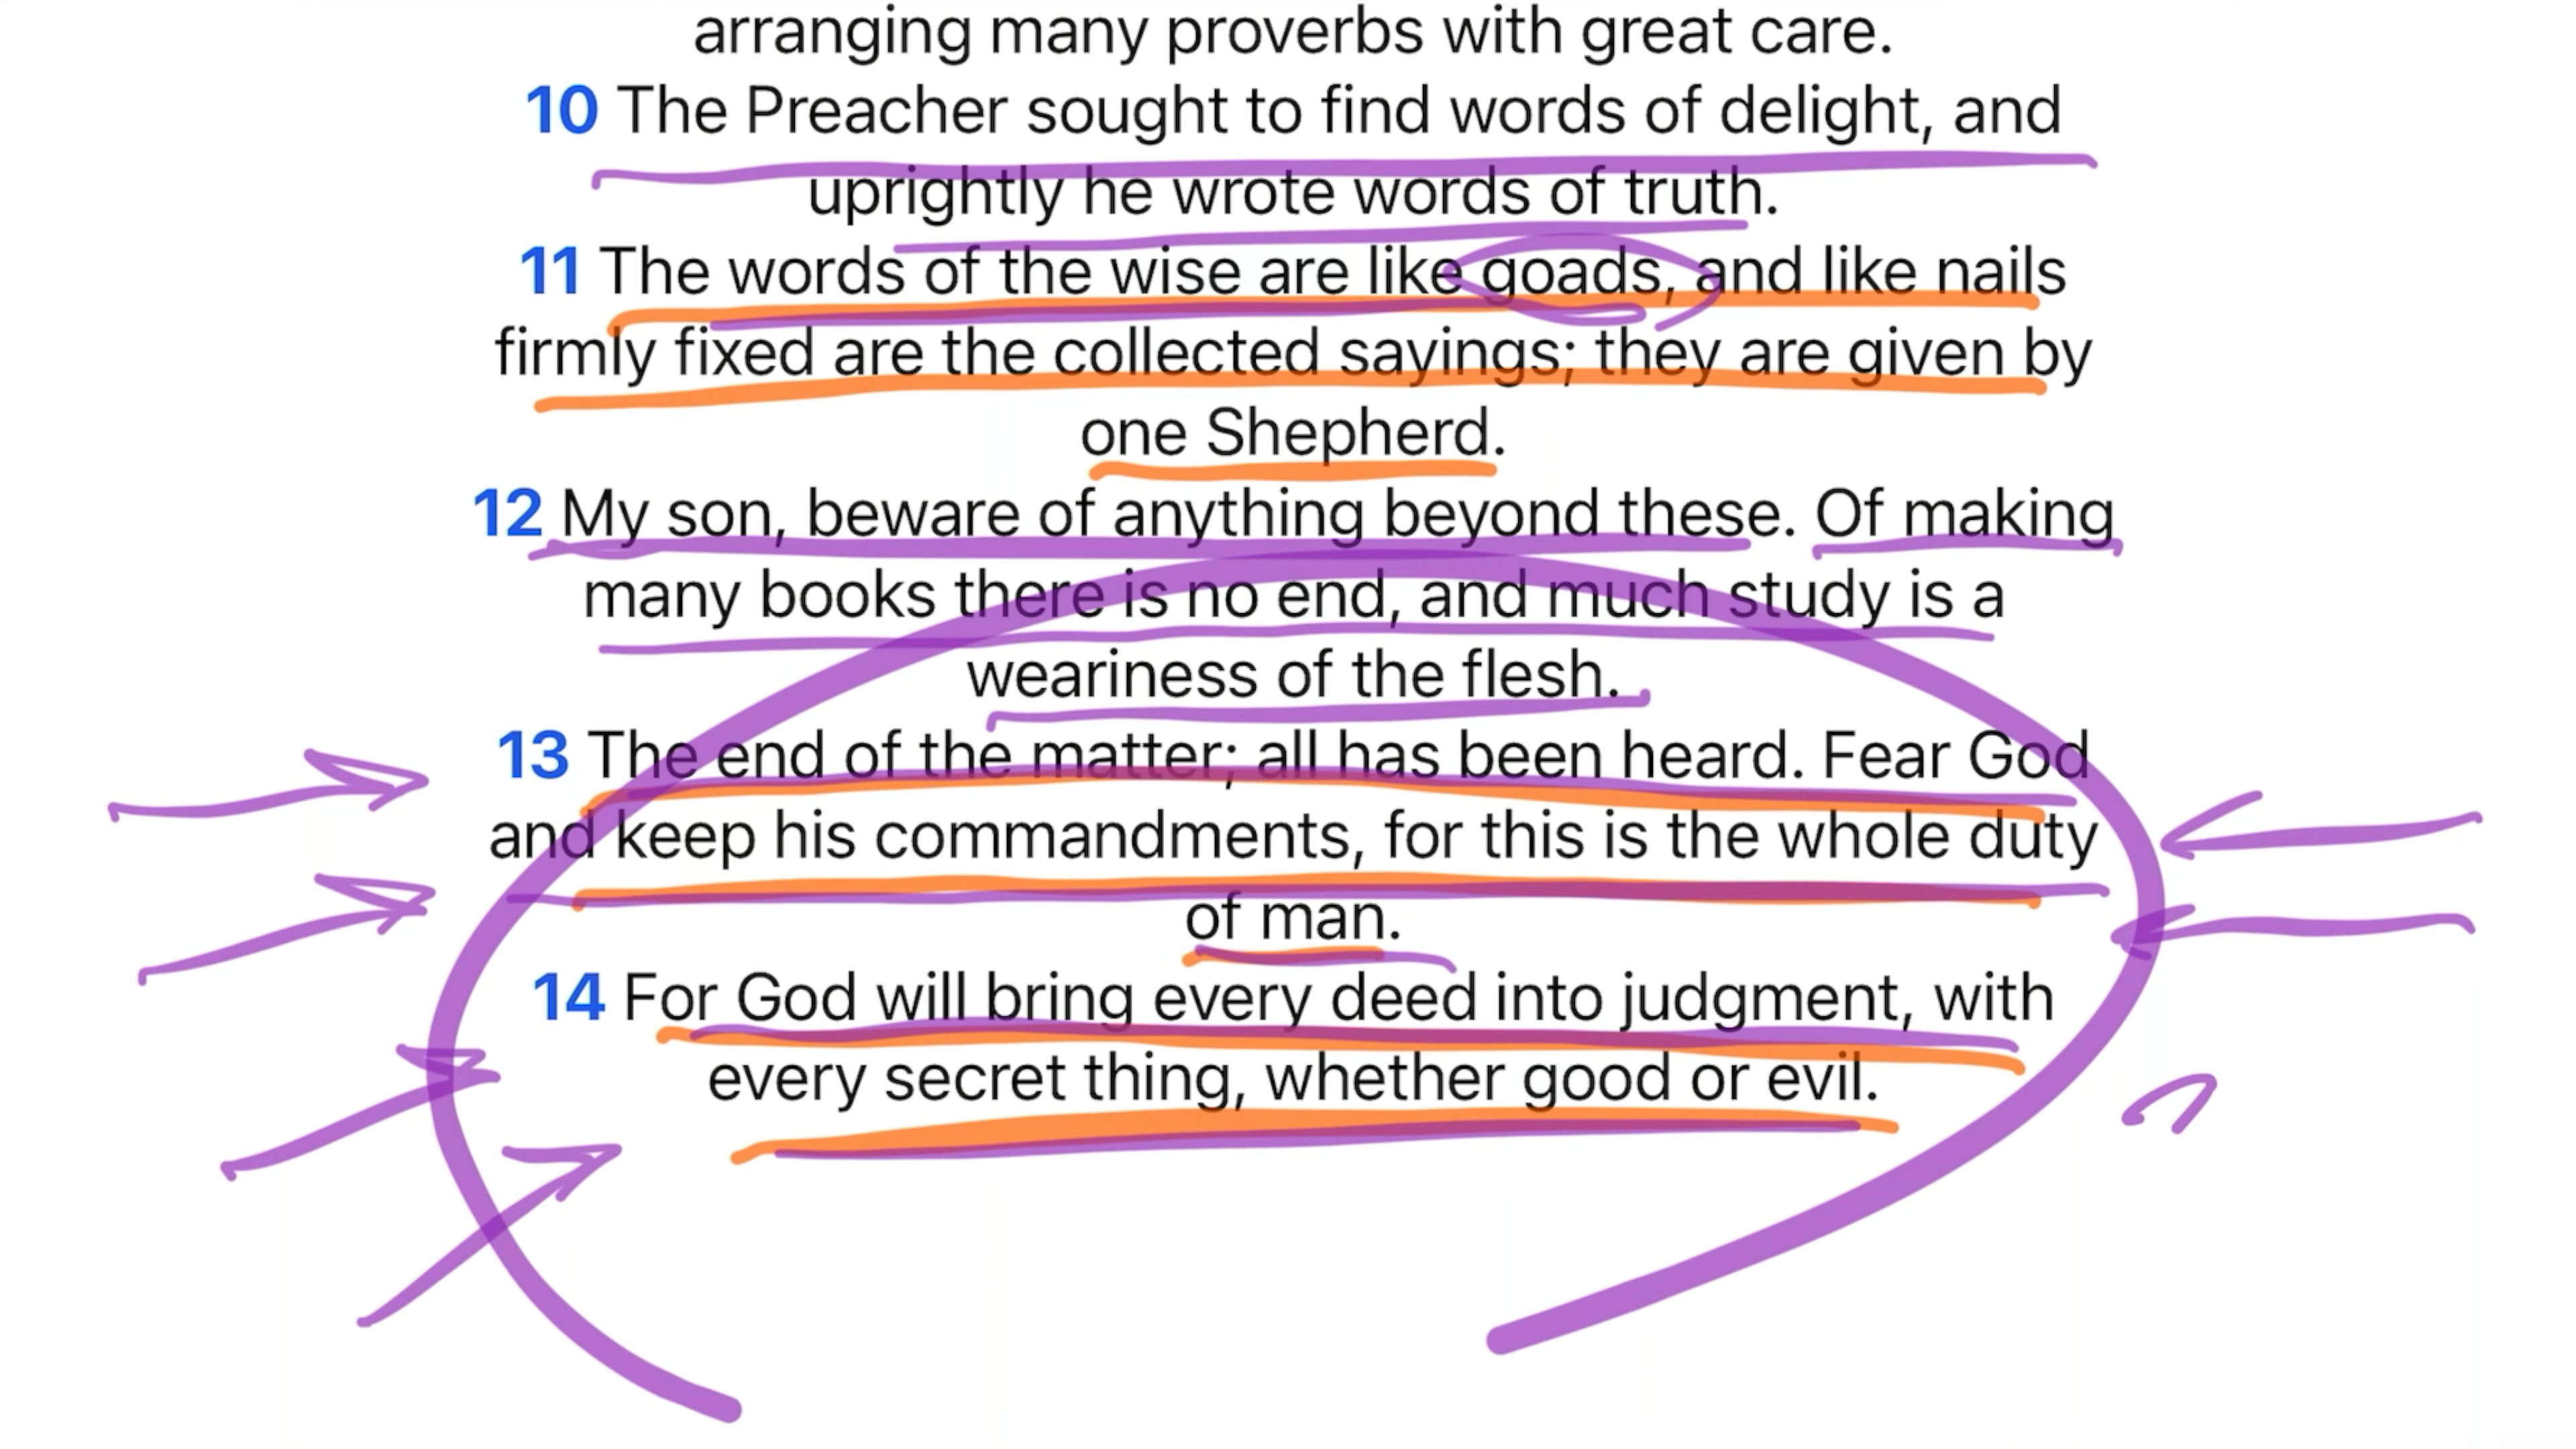 arranging many proverbs with great care.
10 The Preacher sought to find words of delight, and
uprightly he wrote words of truth.
11 The words of the wise are like goads, and like nails
firmly fixed are the collected sayings; they are given by
one Shepherd.
12 My son, beware of anything beyond these. Of making
many books there is no end, and much study is a
weariness of the flesh.
13 The end of the matter; all has been heard. Fear God
and keep his commandments, for this is the whole duty
of man.
14 For God will bring every deed into judgment, with
every secret thing, whether good or evil.